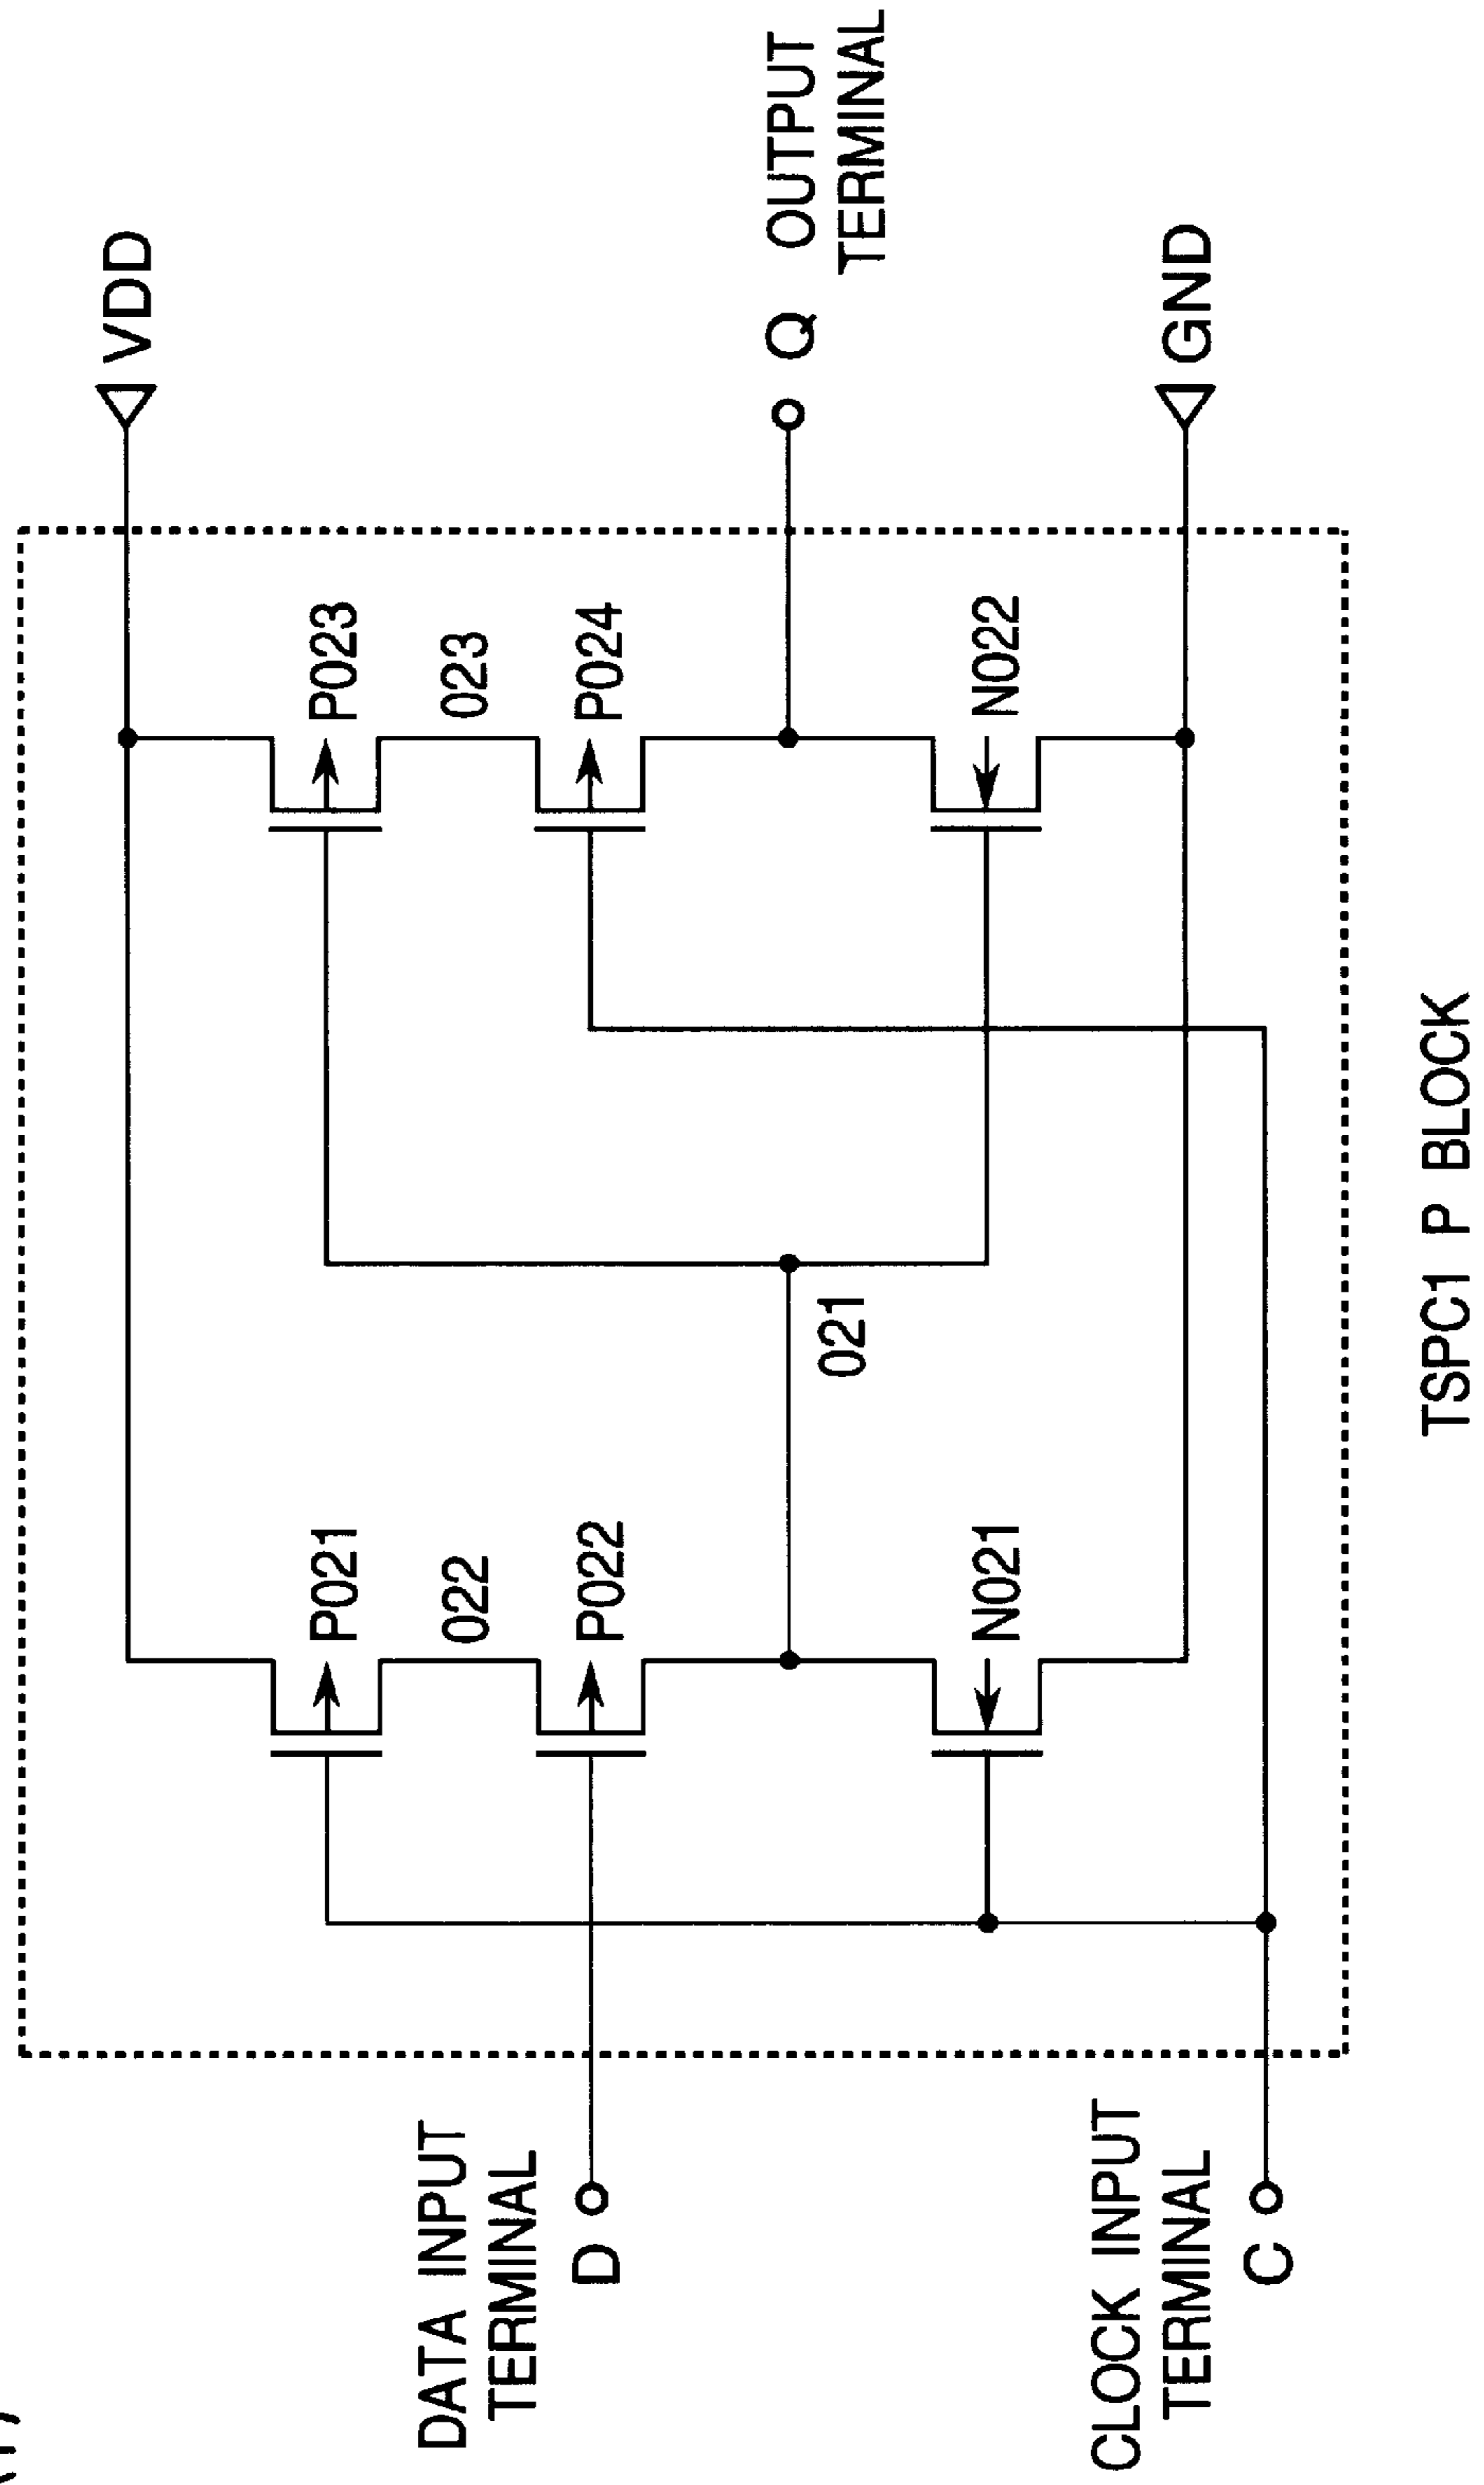 VDD
P021
P023
022
023
DATA INPUT
TERMINAL
D
P022
P024
Q OUTPUT
TERMINAL
021
N021
N022
CLOCK INPUT
TERMINAL
C
GND
TSPC1 P BLOCK